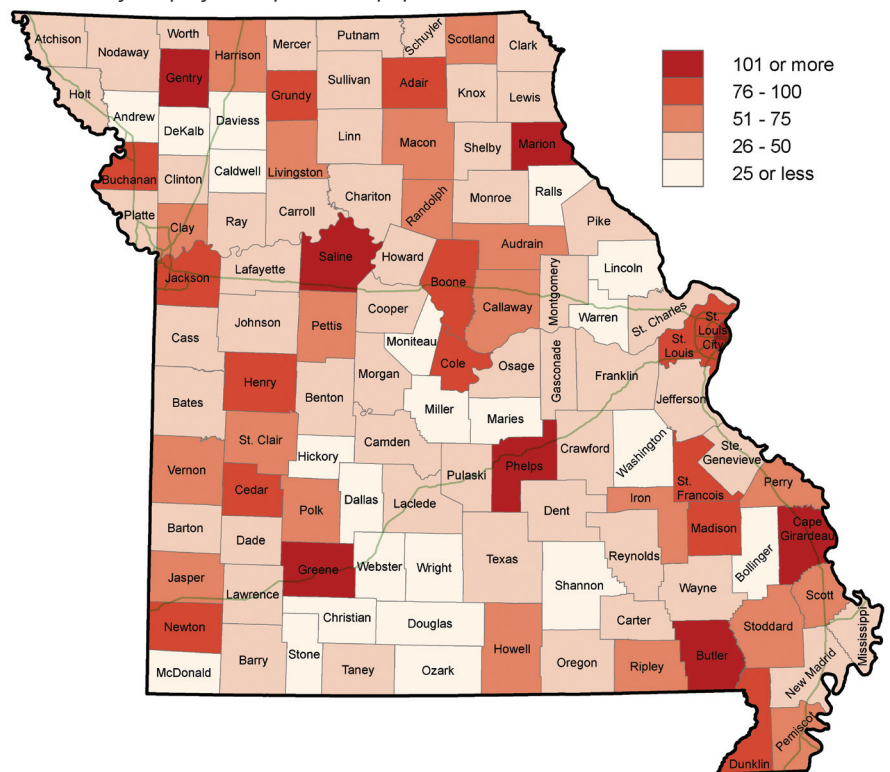 Atchison
Nodaway
Worth
Harrison
Mercer
Putnam
Schuyler
Scotland
Clark
101 or more
76 - 100
51 - 75
26 - 50
25 or less
Gentry
Holt
Andrew
DeKalb
Daviess
Grundy
Sullivan
Adair
Knox
Lewis
Linn
Macon
Shelby
Marion
Buchanan
Clinton
Caldwell
Livingston
Chariton
Randolph
Monroe
Ralls
Pike
Platte
Clay
Ray
Carroll
Saline
Howard
Audrain
Boone
Jackson
Lafayette
Callaway
Montgomery
Lincoln
Warren
St. Charles
St.
Louis
City
St.
Louis
Cass
Johnson
Pettis
Cooper
Moniteau
Cole
Osage
Gasconade
Franklin
Jefferson
Bates
Henry
Benton
Morgan
Miller
Maries
St. Clair
Hickory
Camden
Pulaski
Phelps
Crawford
Washington
Ste.
Genevieve
Vernon
Cedar
Polk
Dallas
Laclede
Dent
Iron
St.
Francois
Perry
Madison
Cape
Girardeau
Barton
Dade
Greene
Webster
Wright
Texas
Shannon
Reynolds
Bollinger
Jasper
Lawrence
Christian
Douglas
Wayne
Scott
Stoddard
Mississippi
Newton
Carter
McDonald
Barry
Stone
Taney
Ozark
Howell
Oregon
Ripley
Butler
New Madrid
Pemiscot
Dunklin